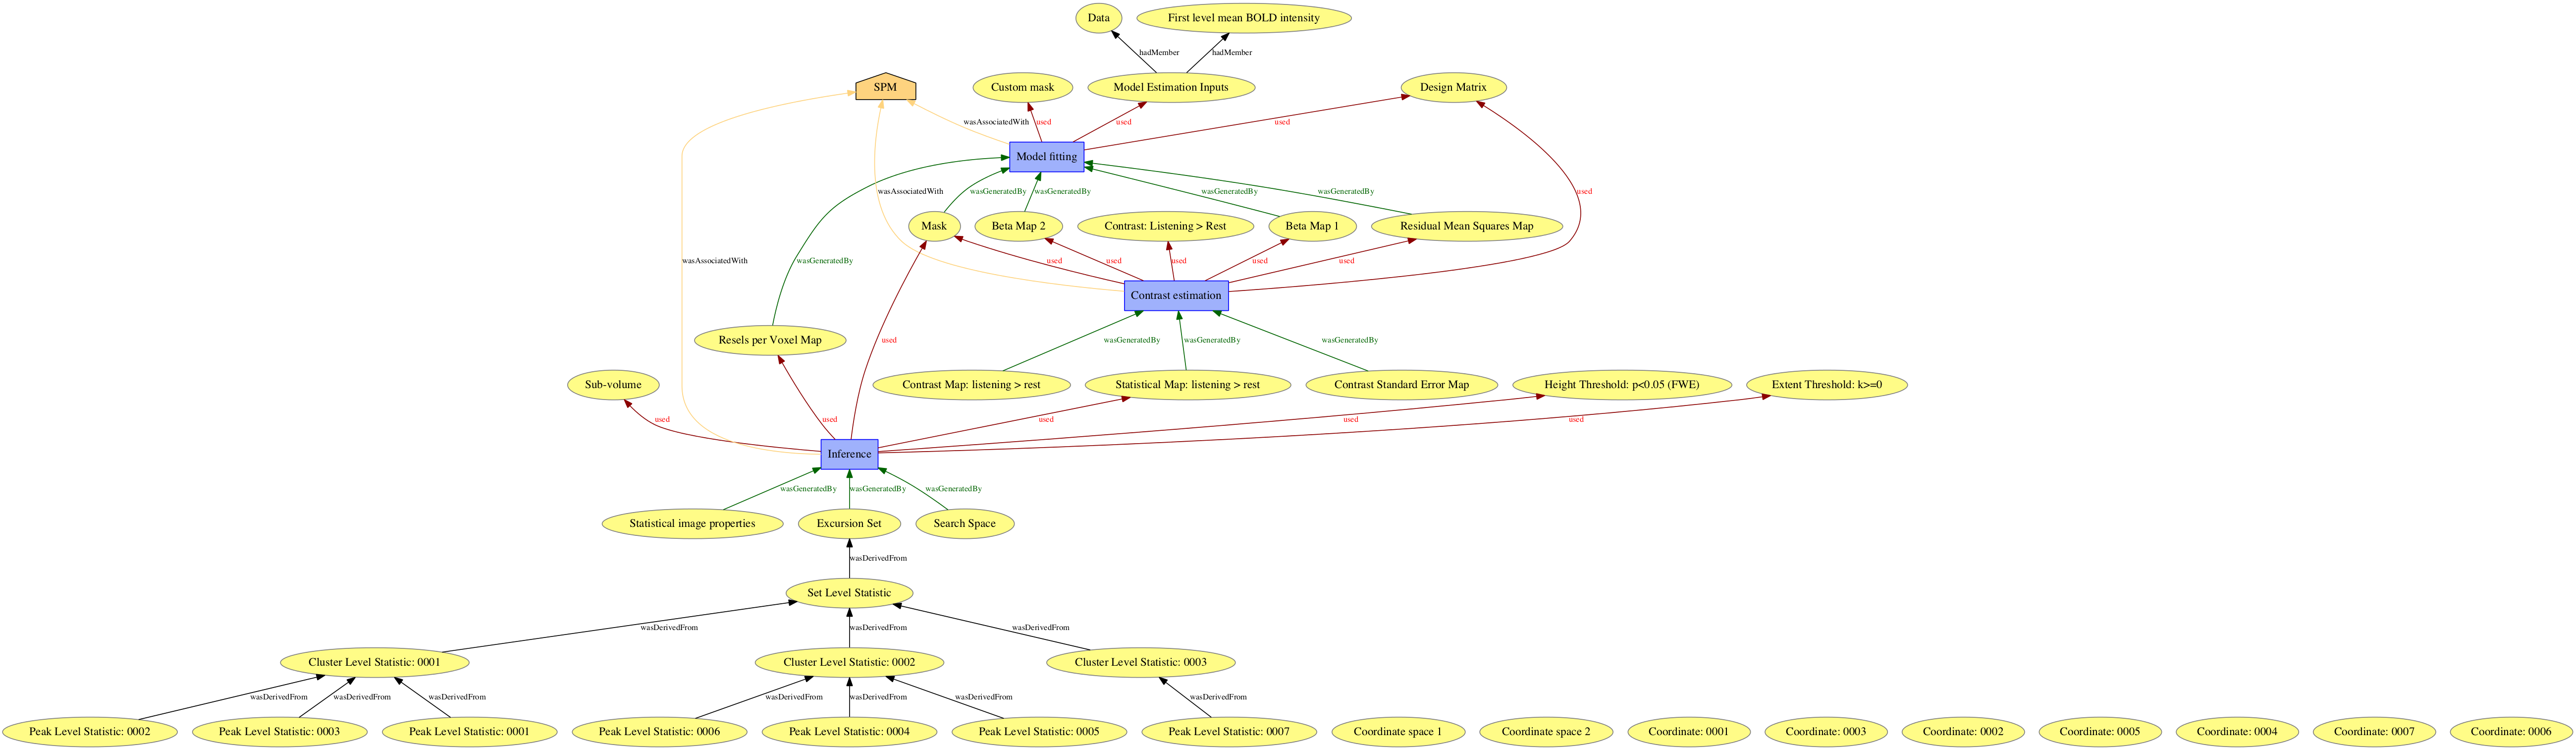 Data
First level mean BOLD intensity
hadMember
hadMember
SPM
Custom mask
Model Estimation Inputs
Design Matrix
wasAssociatedWith
used
used
used
Model fitting
wasAssociatedWith
wasGeneratedBy
wasGeneratedBy
wasGeneratedBy
wasGeneratedBy
used
Mask
Beta Map 2
Contrast: Listening > Rest
Beta Map 1
Residual Mean Squares Map
wasAssociatedWith
wasGeneratedBy
used
used
used
used
used
Contrast estimation
Resels per Voxel Map
used
wasGeneratedBy
wasGeneratedBy
wasGeneratedBy
Sub-volume
Contrast Map: listening > rest
Statistical Map: listening > rest
Contrast Standard Error Map
Height Threshold: p<0.05 (FWE)
Extent Threshold: k>=0
used
used
used
used
used
Inference
wasGeneratedBy
wasGeneratedBy
wasGeneratedBy
Statistical image properties
Excursion Set
Search Space
wasDerivedFrom
Set Level Statistic
wasDerivedFrom
wasDerivedFrom
wasDerivedFrom
Cluster Level Statistic: 0001
Cluster Level Statistic: 0002
Cluster Level Statistic: 0003
wasDerivedFrom
wasDerivedFrom
wasDerivedFrom
wasDerivedFrom
wasDerivedFrom
wasDerivedFrom
wasDerivedFrom
Peak Level Statistic: 0002
Peak Level Statistic: 0003
Peak Level Statistic: 0001
Peak Level Statistic: 0006
Peak Level Statistic: 0004
Peak Level Statistic: 0005
Peak Level Statistic: 0007
Coordinate space 1
Coordinate space 2
Coordinate: 0001
Coordinate: 0003
Coordinate: 0002
Coordinate: 0005
Coordinate: 0004
Coordinate: 0007
Coordinate: 0006